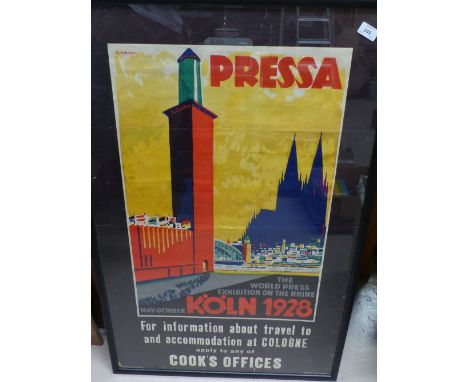 PRESSA
THE
WORLD PRESS
EXHIBITION ON THE RHINE
MAY-OCTOBER KÖLN 1928
For information about travel to
and accommodation at COLOGNE
apply to any of
COOK'S OFFICES